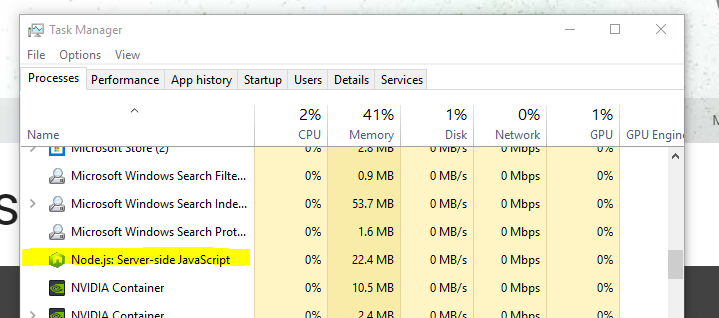 Task Manager
File Options View
Processes Performance App history Startup Users Details Services
2% 41% 1% 0% 1%
Name CPU Memory Disk Network GPU GPU Engine
Microsoft Store (2) 0% 2.8 MB 0 MB/s 0 Mbps 0%
Microsoft Windows Search Filte... 0% 0.9 MB 0 MB/s 0 Mbps 0%
Microsoft Windows Search Inde... 0% 53.7 MB 0 MB/s 0 Mbps 0%
Microsoft Windows Search Prot... 0% 1.6 MB 0 MB/s 0 Mbps 0%
Node.js: Server-side JavaScript 0% 22.4 MB 0 MB/s 0 Mbps 0%
NVIDIA Container 0% 10.5 MB 0 MB/s 0 Mbps 0%
NVIDIA Container 0% 2.4 MB 0 MB/s 0 Mbps 0%